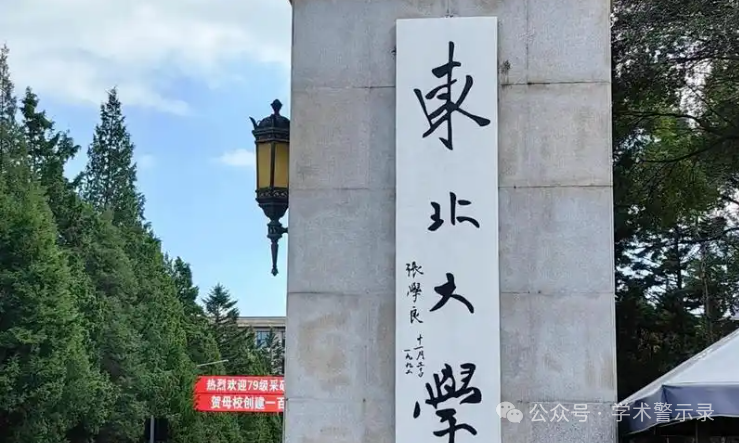 東北大學
張學良
热烈欢迎79级采
贺母校创建一百
公众号·学术警示录